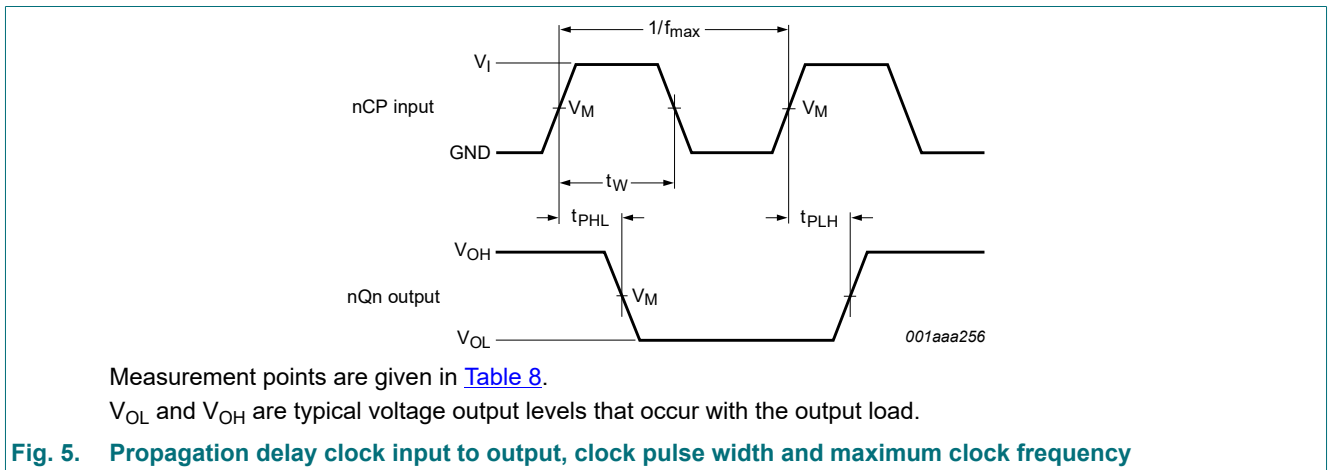 1/fmax
VI
nCP input
VM
VM
GND
tW
tPHL
tPLH
VOH
nQn output
VM
VOL
001aaa256
Measurement points are given in Table 8.
VOL and VOH are typical voltage output levels that occur with the output load.
Fig. 5. Propagation delay clock input to output, clock pulse width and maximum clock frequency